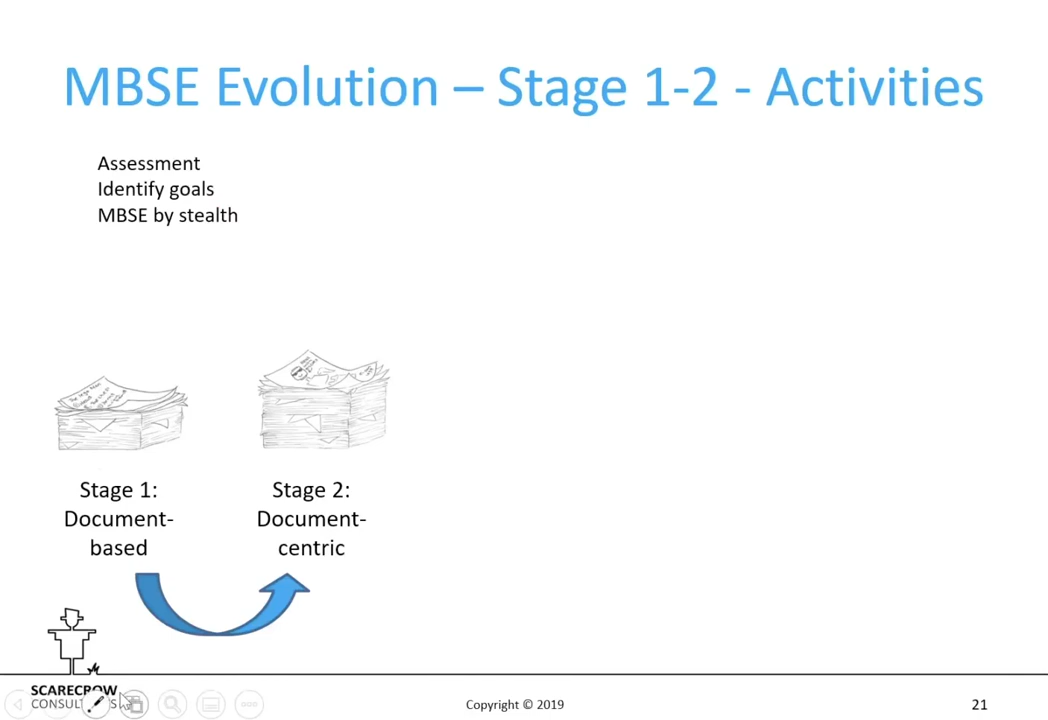 MBSE Evolution – Stage 1-2 - Activities
Assessment
Identify goals
MBSE by stealth
Stage 1:
Document-
based
Stage 2:
Document-
centric
SCARECROW
Copyright © 2019
21